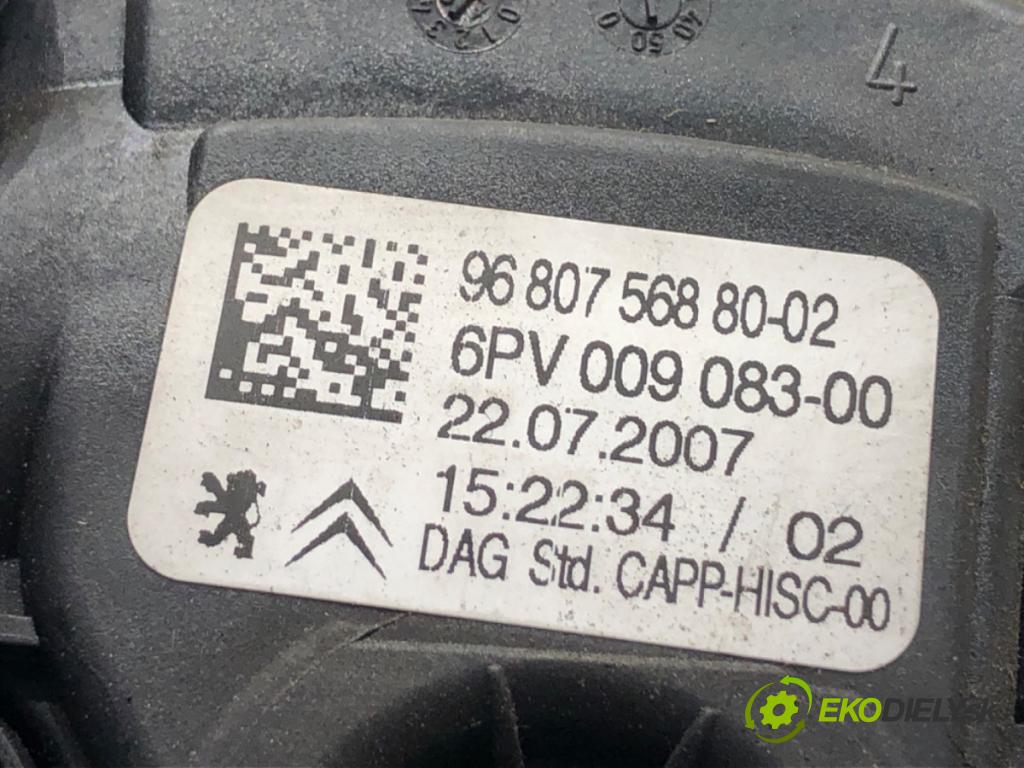 4
96 807 568 80-02
6PV 009 083-00
22.07.2007
15:22:34 / 02
DAG Std. CAPP-HISC-00
EKODIELY.SK